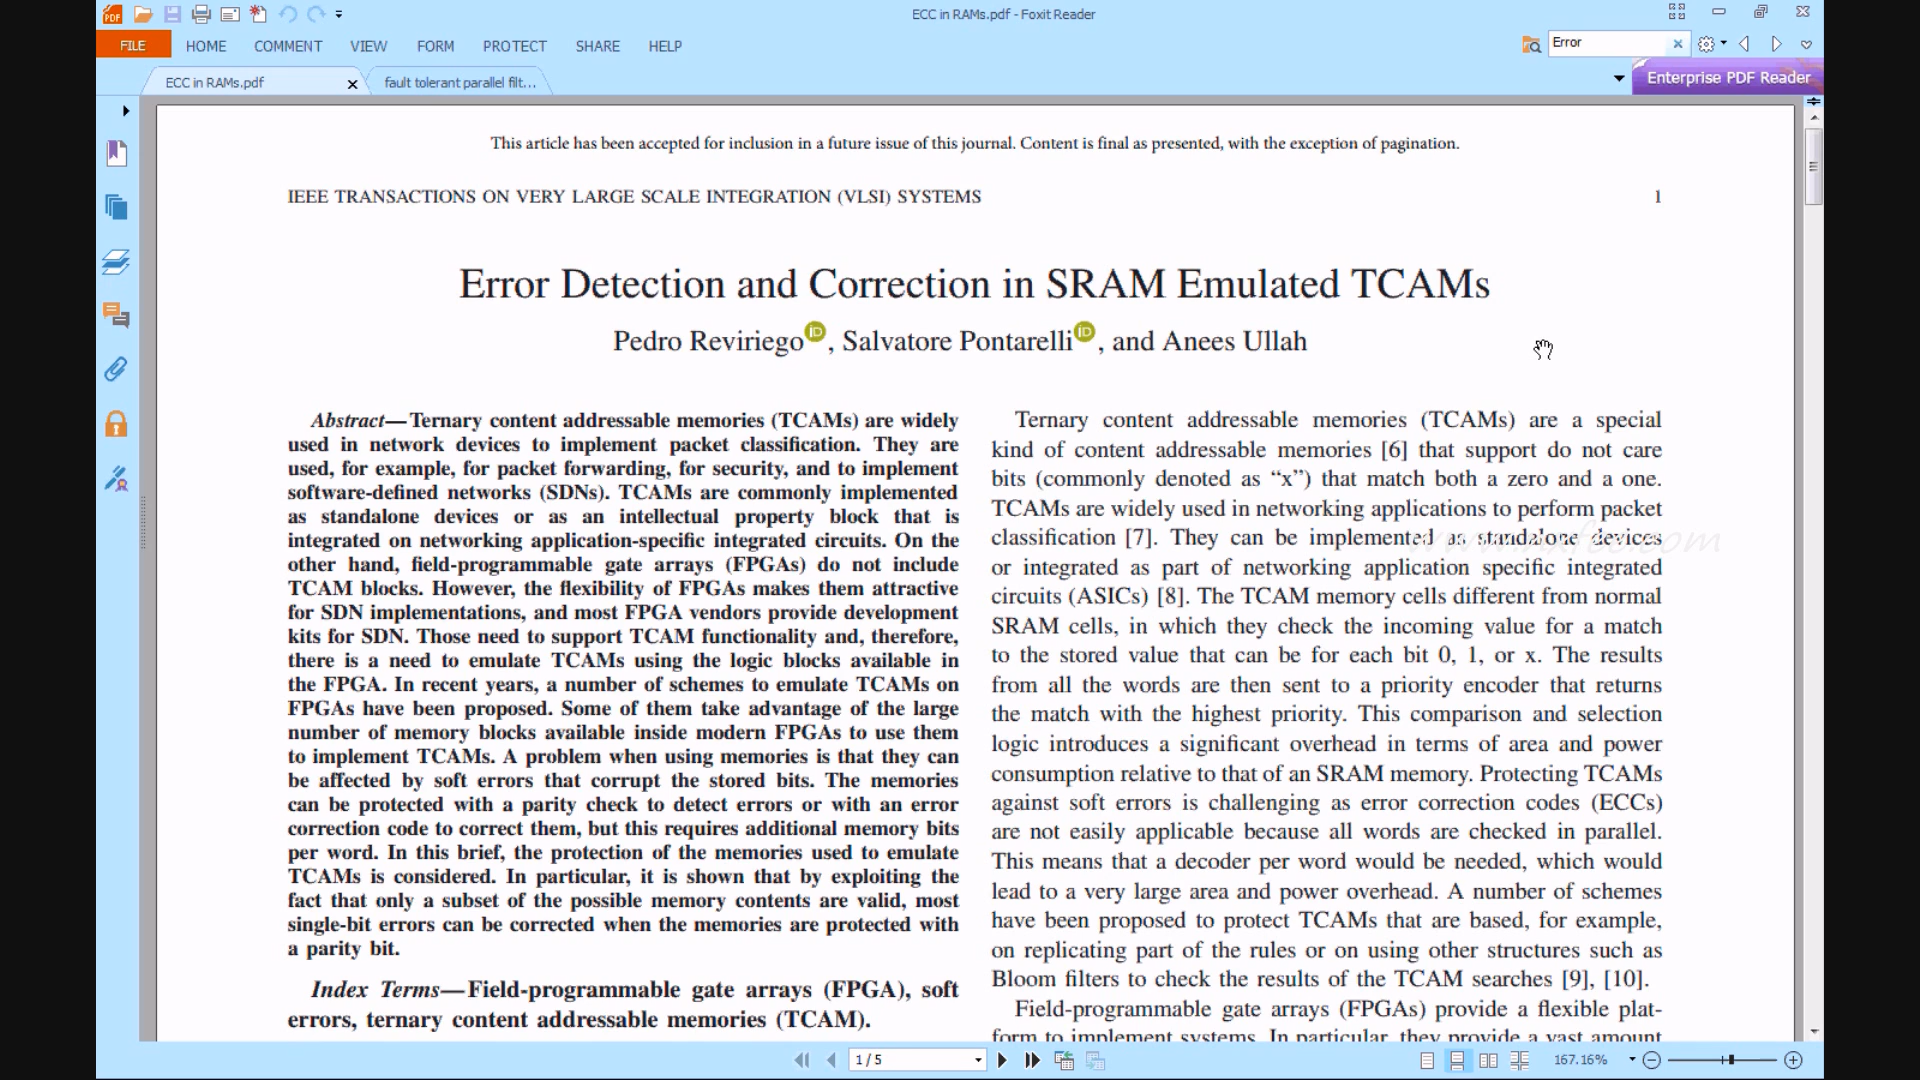 ECC in RAMs.pdf - Foxit Reader
FILE HOME COMMENT VIEW FORM PROTECT SHARE HELP
Error
ECC in RAMs.pdf
fault tolerant parallel filt...
Enterprise PDF Reader
This article has been accepted for inclusion in a future issue of this journal. Content is final as presented, with the exception of pagination.
IEEE TRANSACTIONS ON VERY LARGE SCALE INTEGRATION (VLSI) SYSTEMS 1
Error Detection and Correction in SRAM Emulated TCAMs
Pedro Reviriego, Salvatore Pontarelli, and Anees Ullah
Abstract—Ternary content addressable memories (TCAMs) are widely
used in network devices to implement packet classification. They are
used, for example, for packet forwarding, for security, and to implement
software-defined networks (SDNs). TCAMs are commonly implemented
as standalone devices or as an intellectual property block that is
integrated on networking application-specific integrated circuits. On the
other hand, field-programmable gate arrays (FPGAs) do not include
TCAM blocks. However, the flexibility of FPGAs makes them attractive
for SDN implementations, and most FPGA vendors provide development
kits for SDN. Those need to support TCAM functionality and, therefore,
there is a need to emulate TCAMs using the logic blocks available in
the FPGA. In recent years, a number of schemes to emulate TCAMs on
FPGAs have been proposed. Some of them take advantage of the large
number of memory blocks available inside modern FPGAs to use them
to implement TCAMs. A problem when using memories is that they can
be affected by soft errors that corrupt the stored bits. The memories
can be protected with a parity check to detect errors or with an error
correction code to correct them, but this requires additional memory bits
per word. In this brief, the protection of the memories used to emulate
TCAMs is considered. In particular, it is shown that by exploiting the
fact that only a subset of the possible memory contents are valid, most
single-bit errors can be corrected when the memories are protected with
a parity bit.
Index Terms—Field-programmable gate arrays (FPGA), soft
errors, ternary content addressable memories (TCAM).
Ternary content addressable memories (TCAMs) are a special
kind of content addressable memories [6] that support do not care
bits (commonly denoted as “x”) that match both a zero and a one.
TCAMs are widely used in networking applications to perform packet
classification [7]. They can be implemented as standalone devices
or integrated as part of networking application specific integrated
circuits (ASICs) [8]. The TCAM memory cells different from normal
SRAM cells, in which they check the incoming value for a match
to the stored value that can be for each bit 0, 1, or x. The results
from all the words are then sent to a priority encoder that returns
the match with the highest priority. This comparison and selection
logic introduces a significant overhead in terms of area and power
consumption relative to that of an SRAM memory. Protecting TCAMs
against soft errors is challenging as error correction codes (ECCs)
are not easily applicable because all words are checked in parallel.
This means that a decoder per word would be needed, which would
lead to a very large area and power overhead. A number of schemes
have been proposed to protect TCAMs that are based, for example,
on replicating part of the rules or on using other structures such as
Bloom filters to check the results of the TCAM searches [9], [10].
Field-programmable gate arrays (FPGAs) provide a flexible plat-
form to implement systems. In particular, they provide a vast amount
1 / 5
167.16%